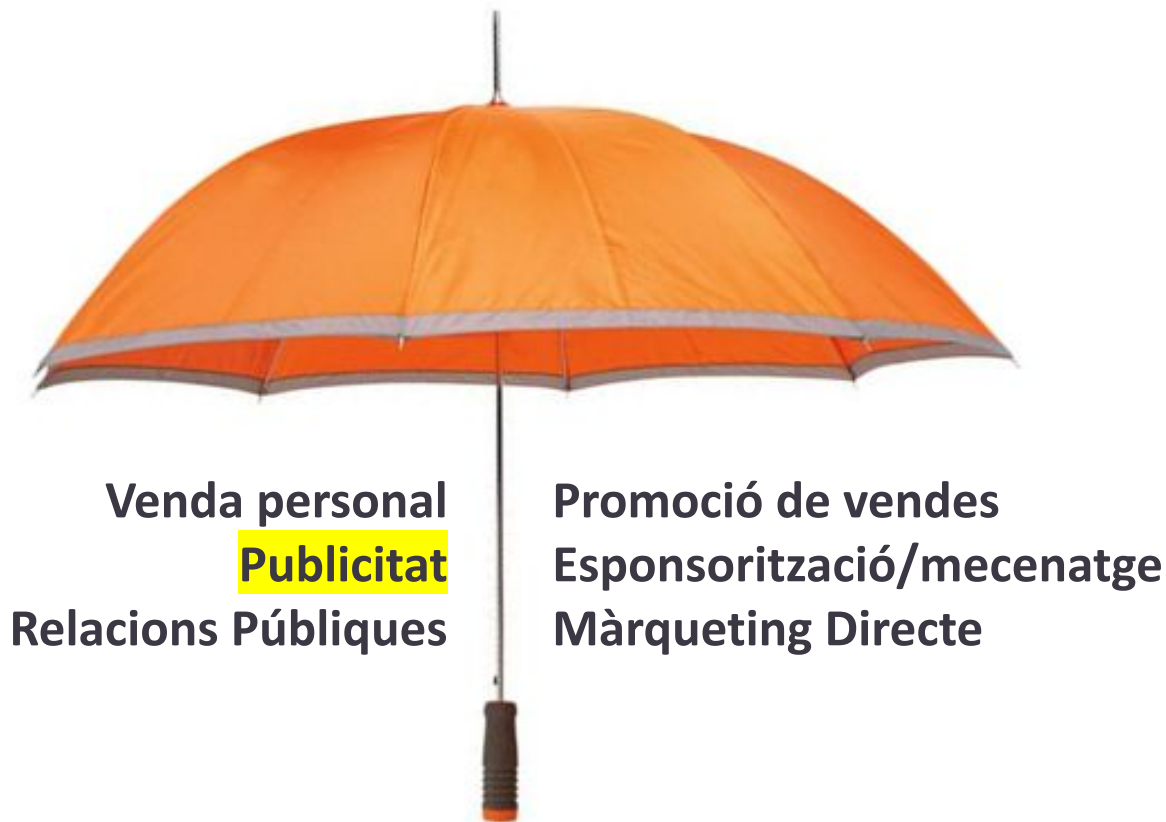 Venda personal
Publicitat
Relacions Públiques
Promoció de vendes
Esponsorització/mecenatge
Màrqueting Directe